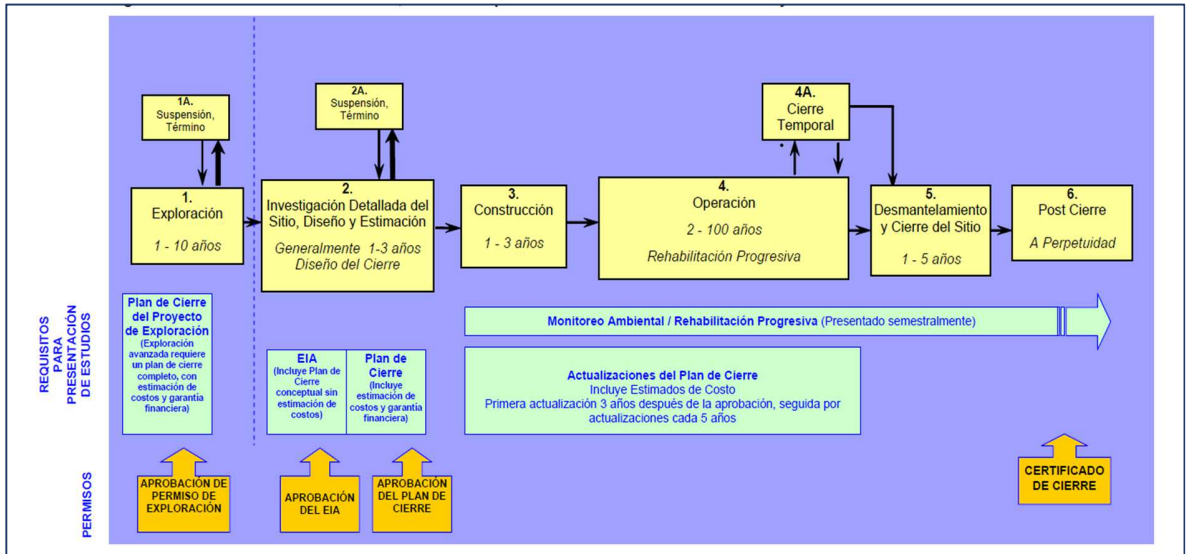 1A.
Suspensión,
Término
2A.
Suspensión,
Término
4A.
Cierre
Temporal
1.
Exploración
1 - 10 años
2.
Investigación Detallada del
Sitio, Diseño y Estimación
Generalmente 1-3 años
Diseño del Cierre
3.
Construcción
1 - 3 años
4.
Operación
2 - 100 años
Rehabilitación Progresiva
5.
Desmantelamiento
y Cierre del Sitio
1 - 5 años
6.
Post Cierre
A Perpetuidad
REQUISITOS
PARA
PRESENTACIÓN
DE ESTUDIOS
Plan de Cierre
del Proyecto
de Exploración
(Exploración
avanzada requiere
un plan de cierre
completo, con
estimación de
costos y garantía
financiera)
EIA
(Incluye Plan de
Cierre
conceptual sin
estimación de
costos)
Plan de
Cierre
(Incluye
estimación de
costos y garantía
financiera)
Monitoreo Ambiental / Rehabilitación Progresiva (Presentado semestralmente)
Actualizaciones del Plan de Cierre
Incluye Estimados de Costo
Primera actualización 3 años después de la aprobación, seguida por
actualizaciones cada 5 años
PERMISOS
APROBACIÓN DE
PERMISO DE
EXPLORACIÓN
APROBACIÓN
DEL EIA
APROBACIÓN
DEL PLAN DE
CIERRE
CERTIFICADO
DE CIERRE